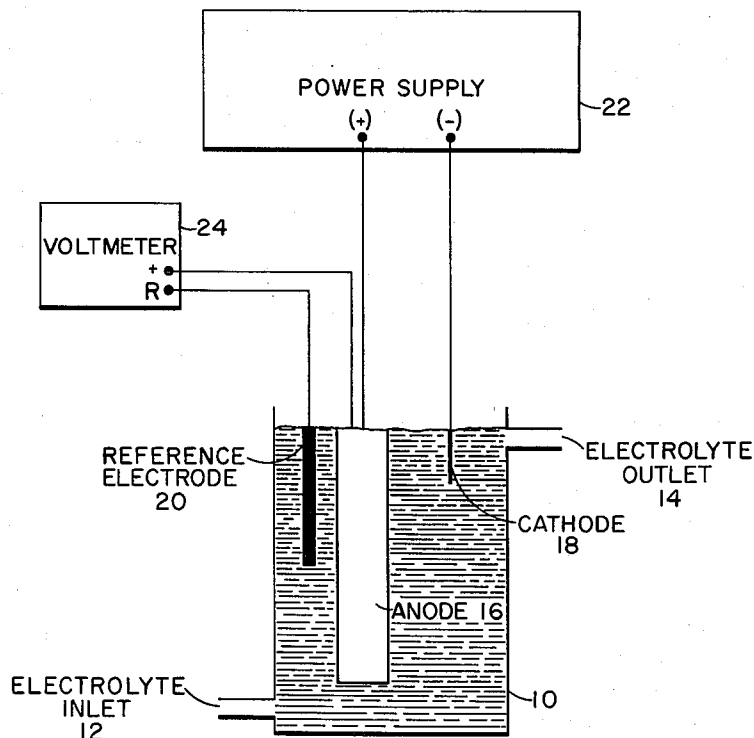 POWER SUPPLY
(+) (-)
22
24
VOLTMETER
+
R
REFERENCE
ELECTRODE
20
ELECTROLYTE
OUTLET
14
CATHODE
18
ANODE 16
ELECTROLYTE
INLET
12
10